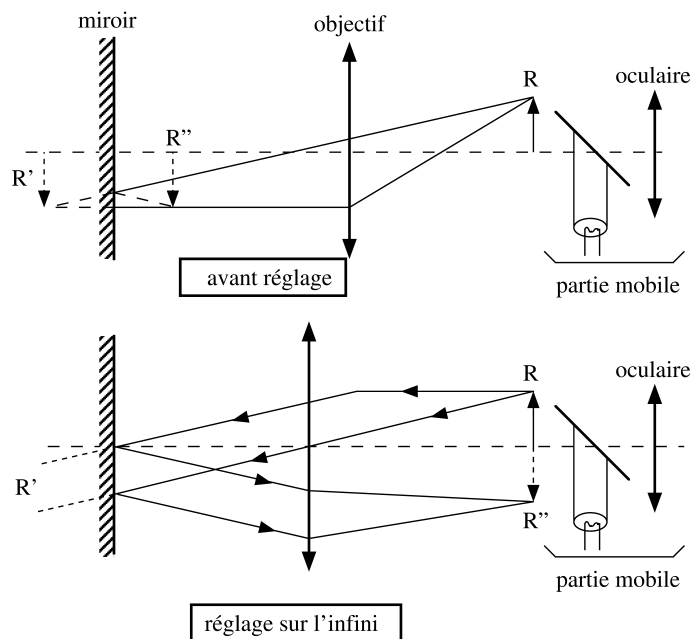 miroir
objectif
R
oculaire
R''
R'
avant réglage
partie mobile
R
oculaire
R'
R''
partie mobile
réglage sur l'infini